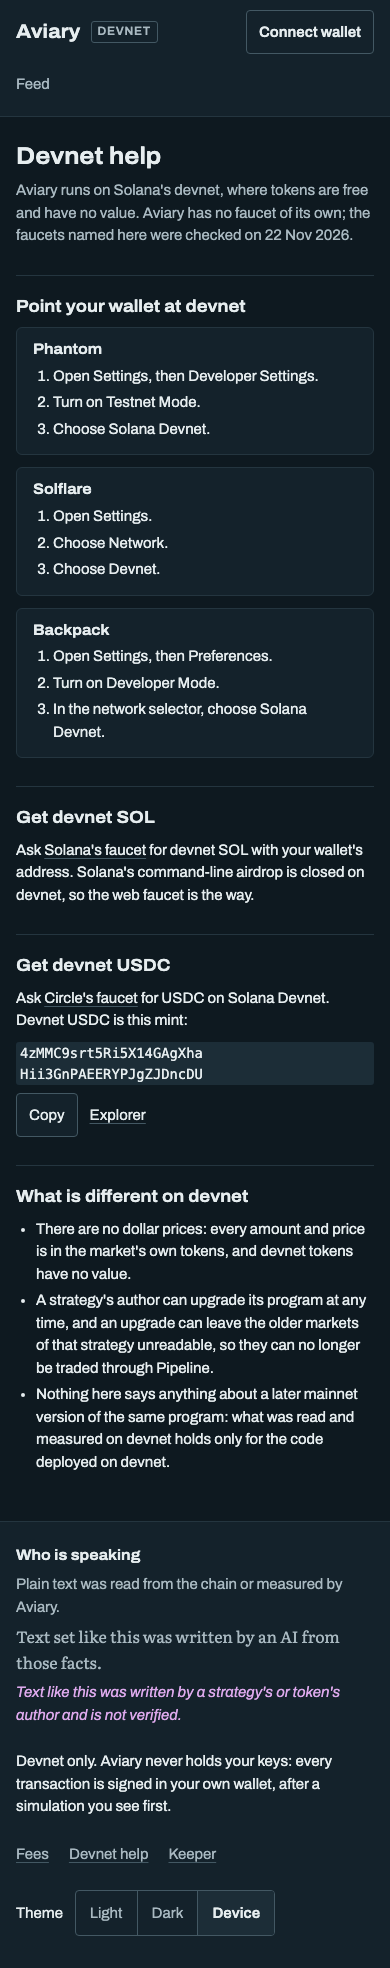 Aviary DEVNET Connect wallet
Feed
Devnet help
Aviary runs on Solana's devnet, where tokens are free
and have no value. Aviary has no faucet of its own; the
faucets named here were checked on 22 Nov 2026.
Point your wallet at devnet
Phantom
1. Open Settings, then Developer Settings.
2. Turn on Testnet Mode.
3. Choose Solana Devnet.
Solflare
1. Open Settings.
2. Choose Network.
3. Choose Devnet.
Backpack
1. Open Settings, then Preferences.
2. Turn on Developer Mode.
3. In the network selector, choose Solana
Devnet.
Get devnet SOL
Ask Solana's faucet for devnet SOL with your wallet's
address. Solana's command-line airdrop is closed on
devnet, so the web faucet is the way.
Get devnet USDC
Ask Circle's faucet for USDC on Solana Devnet.
Devnet USDC is this mint:
4zMMC9srt5Ri5X14GAgXha
Hii3GnPAEERYPJgZJDncDU
Copy Explorer
What is different on devnet
• There are no dollar prices: every amount and price
is in the market's own tokens, and devnet tokens
have no value.
• A strategy's author can upgrade its program at any
time, and an upgrade can leave the older markets
of that strategy unreadable, so they can no longer
be traded through Pipeline.
• Nothing here says anything about a later mainnet
version of the same program: what was read and
measured on devnet holds only for the code
deployed on devnet.
Who is speaking
Plain text was read from the chain or measured by
Aviary.
Text set like this was written by an AI from
those facts.
Text like this was written by a strategy's or token's
author and is not verified.
Devnet only. Aviary never holds your keys: every
transaction is signed in your own wallet, after a
simulation you see first.
Fees Devnet help Keeper
Theme Light Dark Device